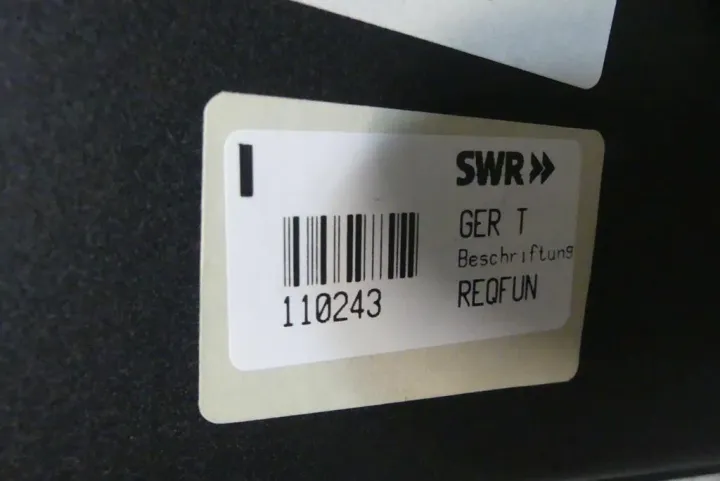 SWR
GER T
Beschriftung
REQFUN
110243